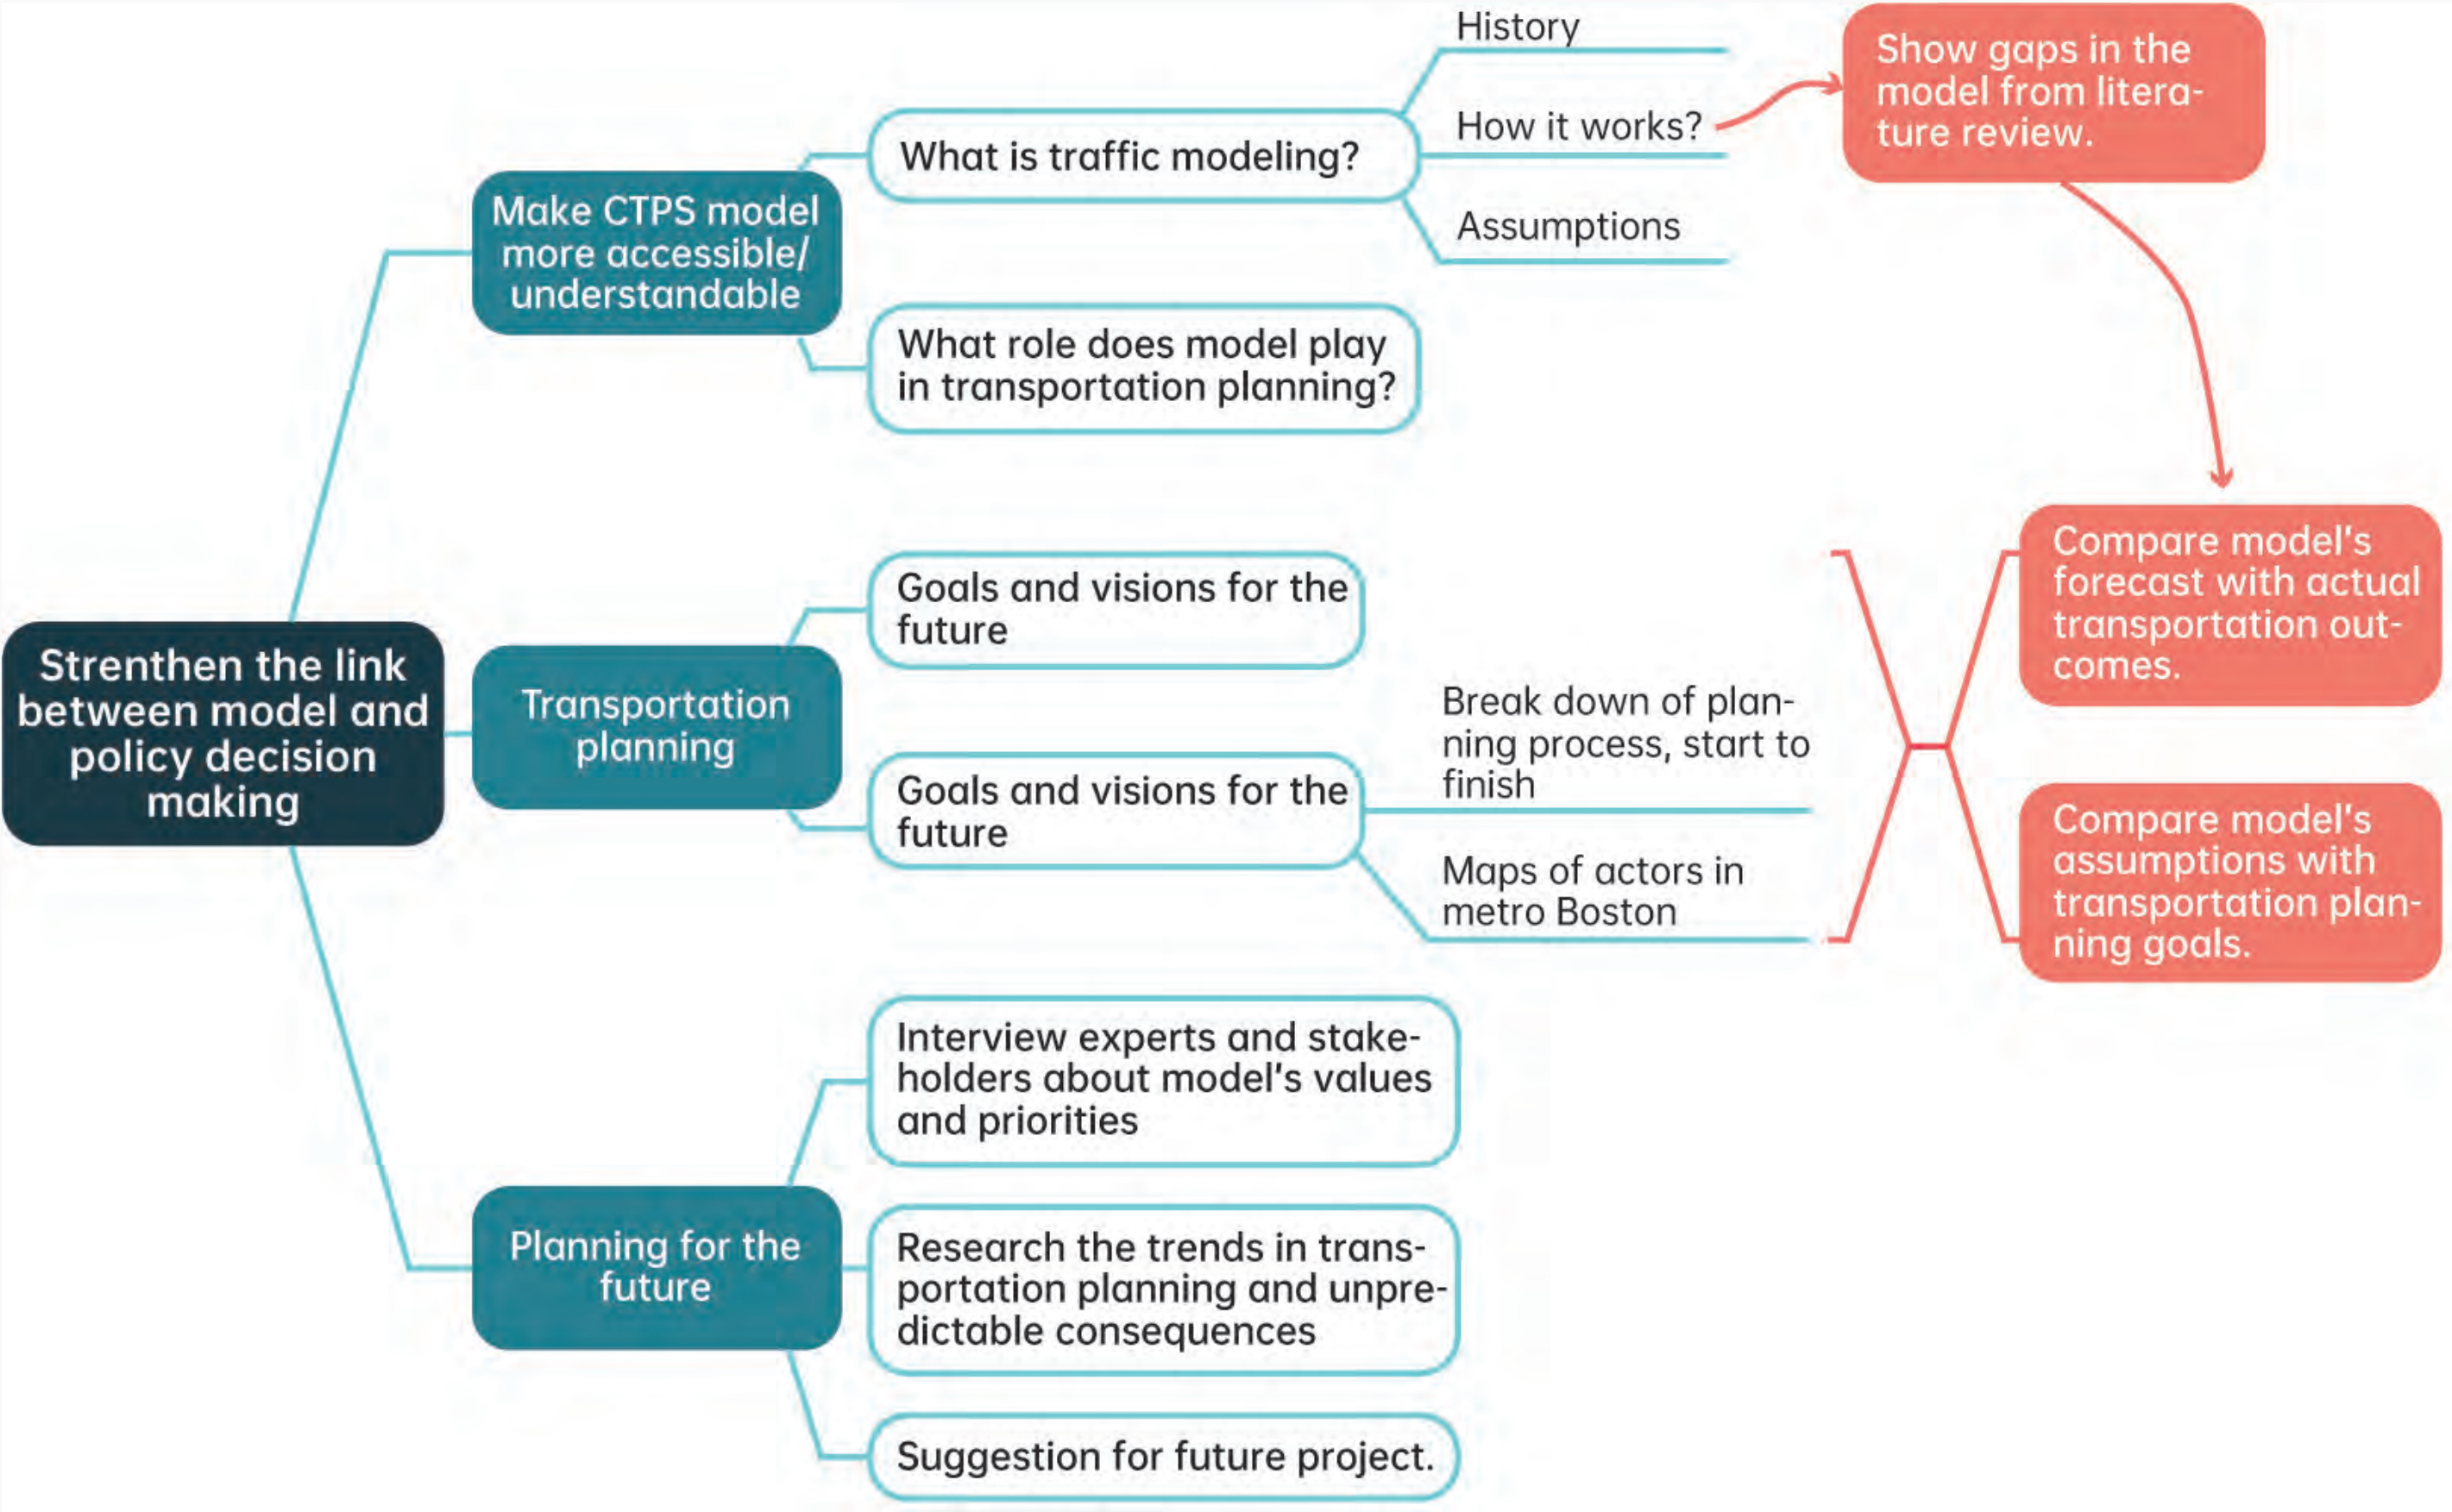 History
How it works?
Assumptions
Show gaps in the
model from litera-
ture review.
What is traffic modeling?
Make CTPS model
more accessible/
understandable
What role does model play
in transportation planning?
Goals and visions for the
future
Strenthen the link
between model and
policy decision
making
Transportation
planning
Goals and visions for the
future
Break down of plan-
ning process, start to
finish
Maps of actors in
metro Boston
Compare model's
forecast with actual
transportation out-
comes.
Compare model's
assumptions with
transportation plan-
ning goals.
Interview experts and stake-
holders about model's values
and priorities
Planning for the
future
Research the trends in trans-
portation planning and unpre-
dictable consequences
Suggestion for future project.